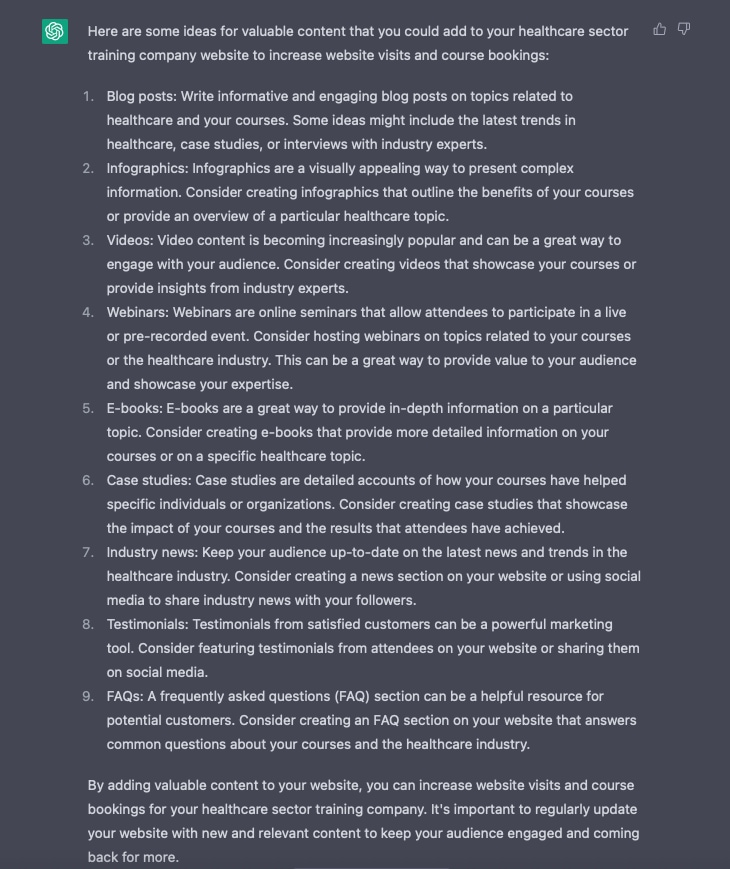 Here are some ideas for valuable content that you could add to your healthcare sector
training company website to increase website visits and course bookings:
1. Blog posts: Write informative and engaging blog posts on topics related to
healthcare and your courses. Some ideas might include the latest trends in
healthcare, case studies, or interviews with industry experts.
2. Infographics: Infographics are a visually appealing way to present complex
information. Consider creating infographics that outline the benefits of your courses
or provide an overview of a particular healthcare topic.
3. Videos: Video content is becoming increasingly popular and can be a great way to
engage with your audience. Consider creating videos that showcase your courses or
provide insights from industry experts.
4. Webinars: Webinars are online seminars that allow attendees to participate in a live
or pre-recorded event. Consider hosting webinars on topics related to your courses
or the healthcare industry. This can be a great way to provide value to your audience
and showcase your expertise.
5. E-books: E-books are a great way to provide in-depth information on a particular
topic. Consider creating e-books that provide more detailed information on your
courses or on a specific healthcare topic.
6. Case studies: Case studies are detailed accounts of how your courses have helped
specific individuals or organizations. Consider creating case studies that showcase
the impact of your courses and the results that attendees have achieved.
7. Industry news: Keep your audience up-to-date on the latest news and trends in the
healthcare industry. Consider creating a news section on your website or using social
media to share industry news with your followers.
8. Testimonials: Testimonials from satisfied customers can be a powerful marketing
tool. Consider featuring testimonials from attendees on your website or sharing them
on social media.
9. FAQs: A frequently asked questions (FAQ) section can be a helpful resource for
potential customers. Consider creating an FAQ section on your website that answers
common questions about your courses and the healthcare industry.
By adding valuable content to your website, you can increase website visits and course
bookings for your healthcare sector training company. It's important to regularly update
your website with new and relevant content to keep your audience engaged and coming
back for more.